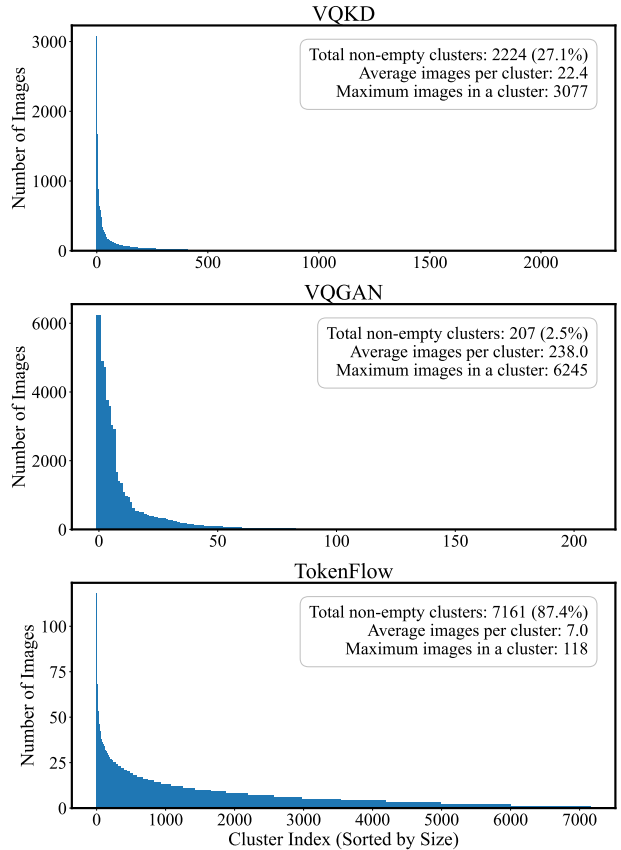 VQKD
Number of Images
3000
2000
1000
0
Total non-empty clusters: 2224 (27.1%)
Average images per cluster: 22.4
Maximum images in a cluster: 3077
0 500 1000 1500 2000
VQGAN
Number of Images
6000
4000
2000
0
Total non-empty clusters: 207 (2.5%)
Average images per cluster: 238.0
Maximum images in a cluster: 6245
0 50 100 150 200
TokenFlow
Number of Images
100
75
50
25
0
Total non-empty clusters: 7161 (87.4%)
Average images per cluster: 7.0
Maximum images in a cluster: 118
0 1000 2000 3000 4000 5000 6000 7000
Cluster Index (Sorted by Size)